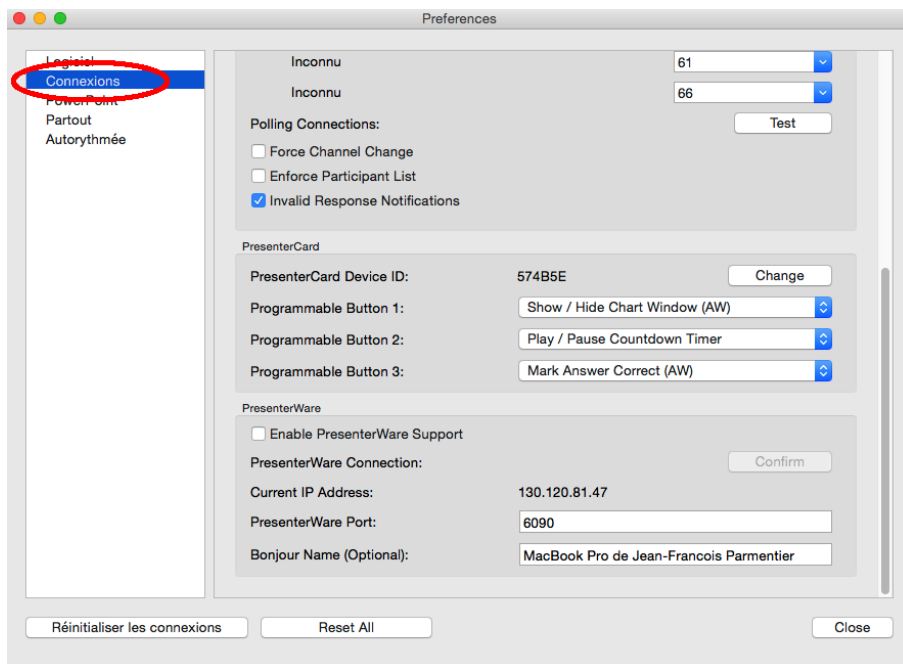 Preferences
Logiciel
Connexions
PowerPoint
Partout
Autorythmée
Inconnu 61
Inconnu 66
Polling Connections: Test
Force Channel Change
Enforce Participant List
Invalid Response Notifications
PresenterCard
PresenterCard Device ID: 574B5E Change
Programmable Button 1: Show / Hide Chart Window (AW)
Programmable Button 2: Play / Pause Countdown Timer
Programmable Button 3: Mark Answer Correct (AW)
PresenterWare
Enable PresenterWare Support
PresenterWare Connection: Confirm
Current IP Address: 130.120.81.47
PresenterWare Port: 6090
Bonjour Name (Optional): MacBook Pro de Jean-Francois Parmentier
Réinitialiser les connexions Reset All Close